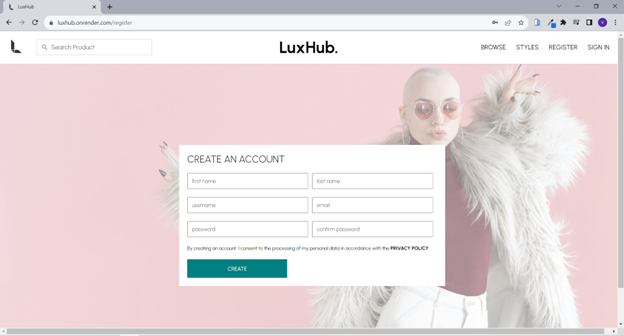 LuxHub
luxhub.onrender.com/register
Search Product
LuxHub.
BROWSE STYLES REGISTER SIGN IN
CREATE AN ACCOUNT
first name last name
username email
password confirm password
By creating an account. I consent to the processing of my personal data in accordance with the PRIVACY POLICY
CREATE